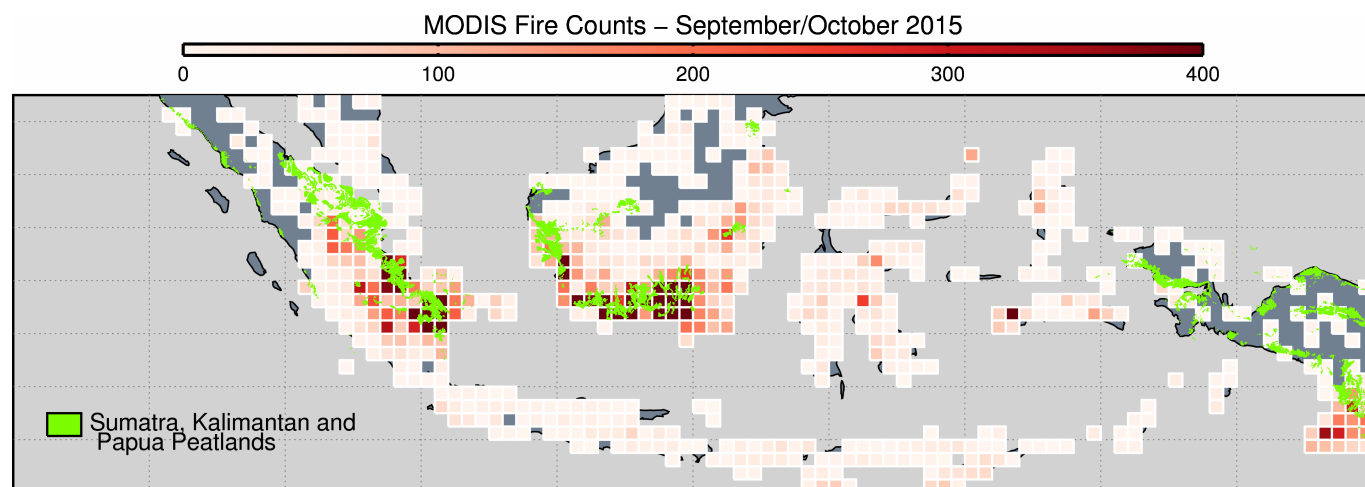 MODIS Fire Counts − September/October 2015
0 100 200 300 400
Sumatra, Kalimantan and
Papua Peatlands